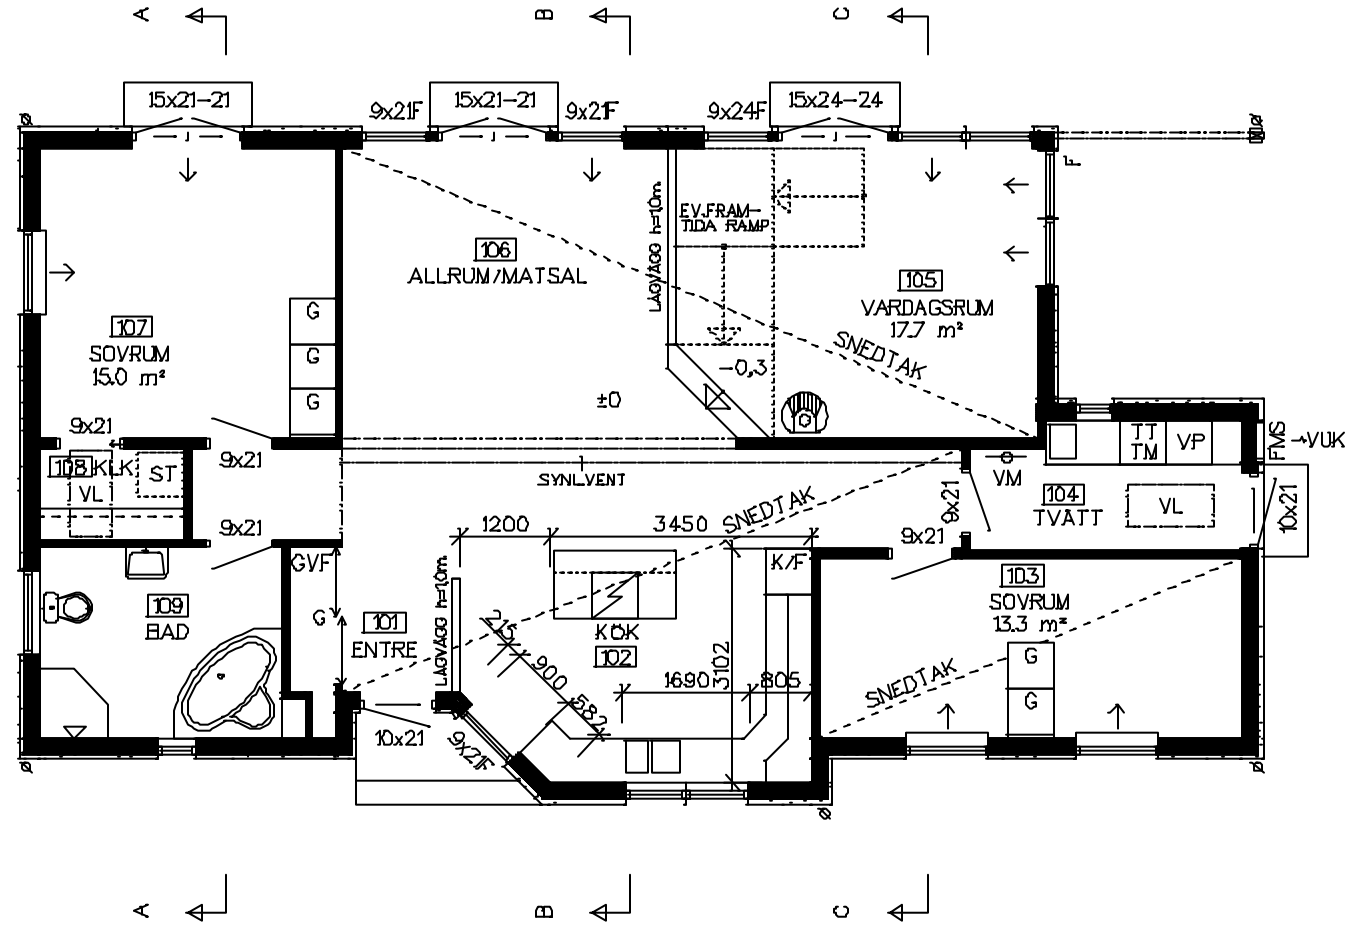 A
B
C
15x21-21
9x21F
15x21-21
9x21F
9x24F
15x24-24
Ø
Ø
F
LÅGVÄGG h=1,0m.
EV.FRAM-
TIDA RAMP
106
ALLRUM/MATSAL
105
VARDAGSRUM
17.7 m²
107
SOVRUM
15.0 m²
G
G
G
SNEDTAK
-0,3
±0
9x21
9x21
108 KLK
VL
ST
SYNL.VENT
TT
TM
VP
FMS
VUK
VM
104
TVÄTT
VL
9x21
10x21
9x21
1200
3450
SNEDTAK
9x21
GVF
K/F
103
SOVRUM
13.3 m²
109
BAD
G
101
ENTRE
LÅGVÄGG h=1,0m.
KÖK
102
215
900
582
3102
1690
805
G
G
SNEDTAK
10x21
9x21F
Ø
Ø
Ø
A
B
C